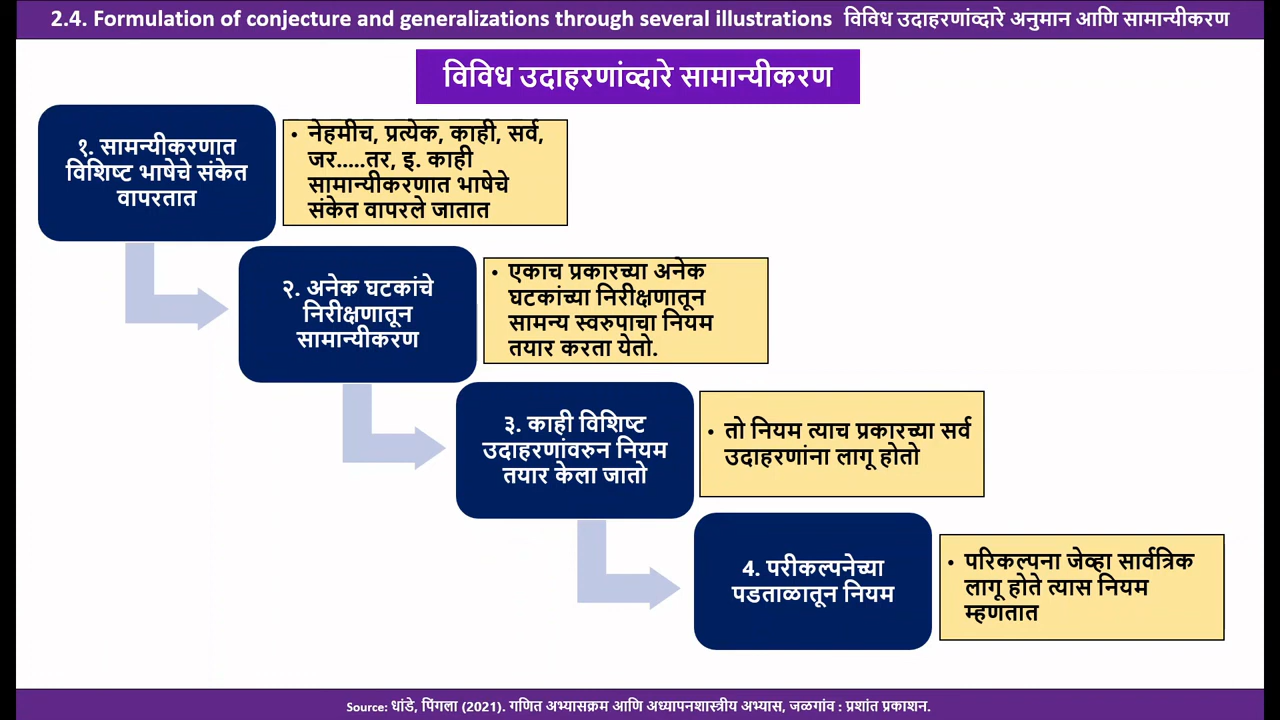 2.4. Formulation of conjecture and generalizations through several illustrations विविध उदाहरणांव्दारे अनुमान आणि सामान्यीकरण
विविध उदाहरणांव्दारे सामान्यीकरण
१. सामन्यीकरणात
विशिष्ट भाषेचे संकेत
वापरतात
• नेहमीच, प्रत्येक, काही, सर्व,
जर.....तर, इ. काही
सामान्यीकरणात भाषेचे
संकेत वापरले जातात
२. अनेक घटकांचे
निरीक्षणातून
सामान्यीकरण
• एकाच प्रकारच्या अनेक
घटकांच्या निरीक्षणातून
सामन्य स्वरुपाचा नियम
तयार करता येतो.
३. काही विशिष्ट
उदाहरणांवरुन नियम
तयार केला जातो
• तो नियम त्याच प्रकारच्या सर्व
उदाहरणांना लागू होतो
4. परीकल्पनेच्या
पडताळातून नियम
• परिकल्पना जेव्हा सार्वत्रिक
लागू होते त्यास नियम
म्हणतात
Source: धांडे, पिंगला (2021). गणित अभ्यासक्रम आणि अध्यापनशास्त्रीय अभ्यास, जळगांव : प्रशांत प्रकाशन.